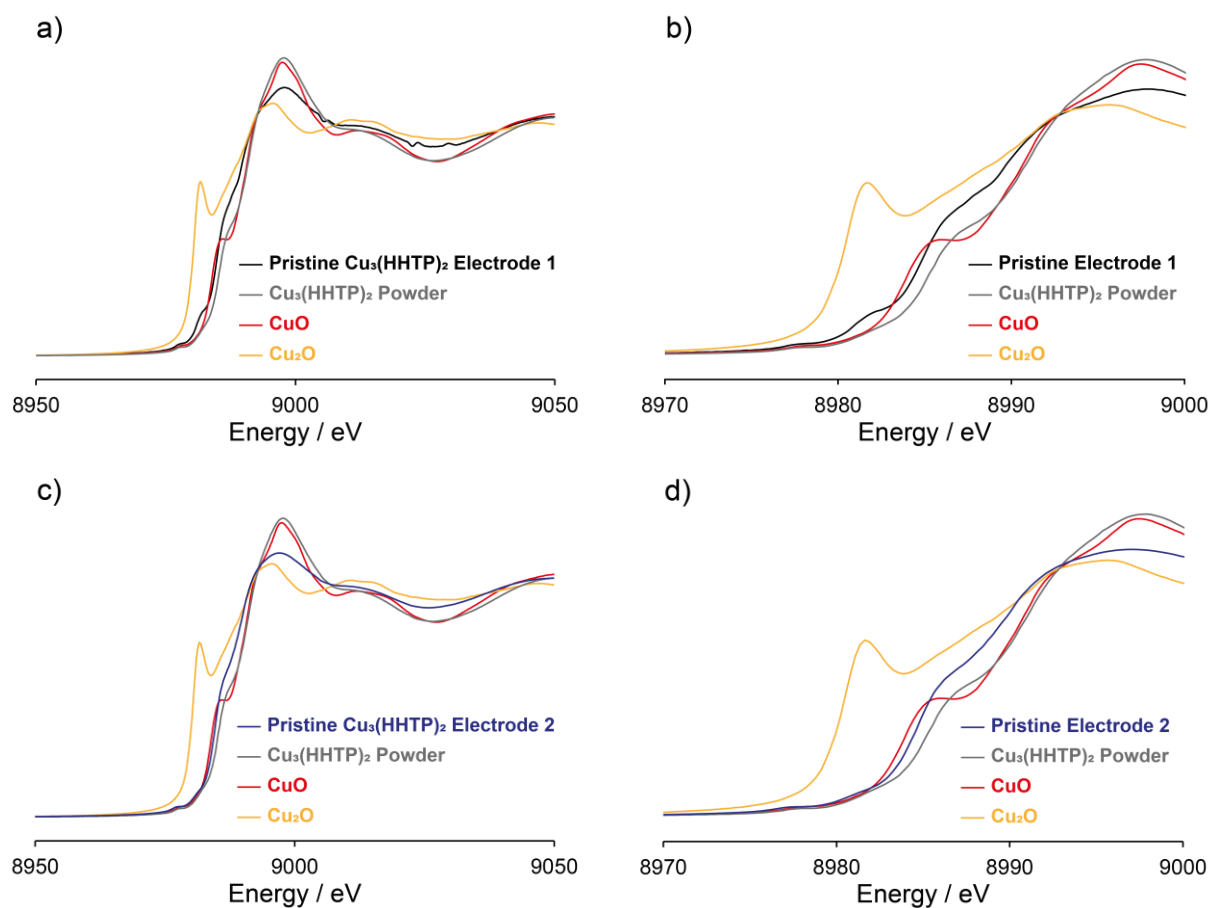 a)
Pristine Cu₃(HHTP)₂ Electrode 1
Cu₃(HHTP)₂ Powder
CuO
Cu₂O
8950 9000 9050
Energy / eV
b)
Pristine Electrode 1
Cu₃(HHTP)₂ Powder
CuO
Cu₂O
8970 8980 8990 9000
Energy / eV
c)
Pristine Cu₃(HHTP)₂ Electrode 2
Cu₃(HHTP)₂ Powder
CuO
Cu₂O
8950 9000 9050
Energy / eV
d)
Pristine Electrode 2
Cu₃(HHTP)₂ Powder
CuO
Cu₂O
8970 8980 8990 9000
Energy / eV